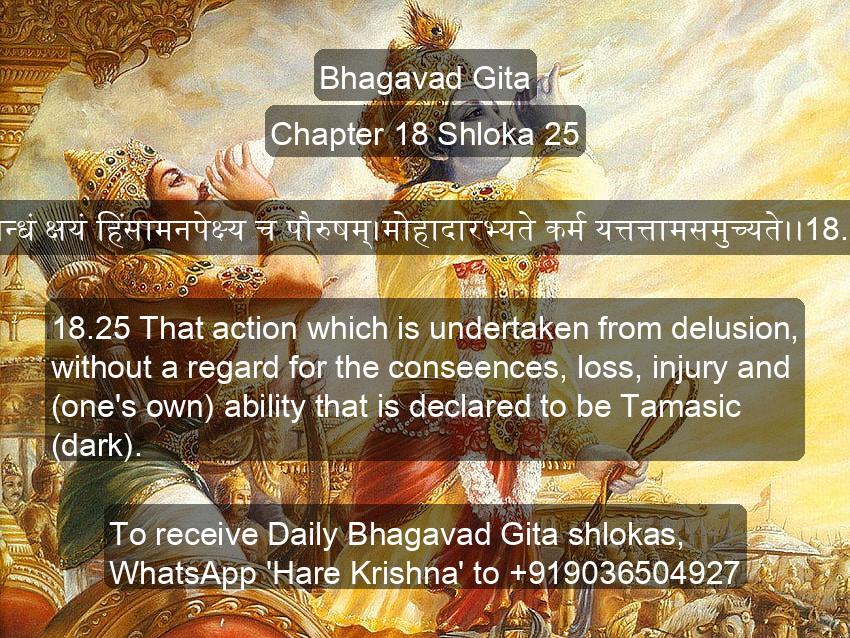 Bhagavad Gita
Chapter 18 Shloka 25
न्धं क्षयं हिंसामनपेक्ष्य च पौरुषम्।मोहादारभ्यते कर्म यत्तत्तामसमुच्यते।।18.
18.25 That action which is undertaken from delusion,
without a regard for the conseences, loss, injury and
(one's own) ability that is declared to be Tamasic
(dark).
To receive Daily Bhagavad Gita shlokas,
WhatsApp 'Hare Krishna' to +919036504927